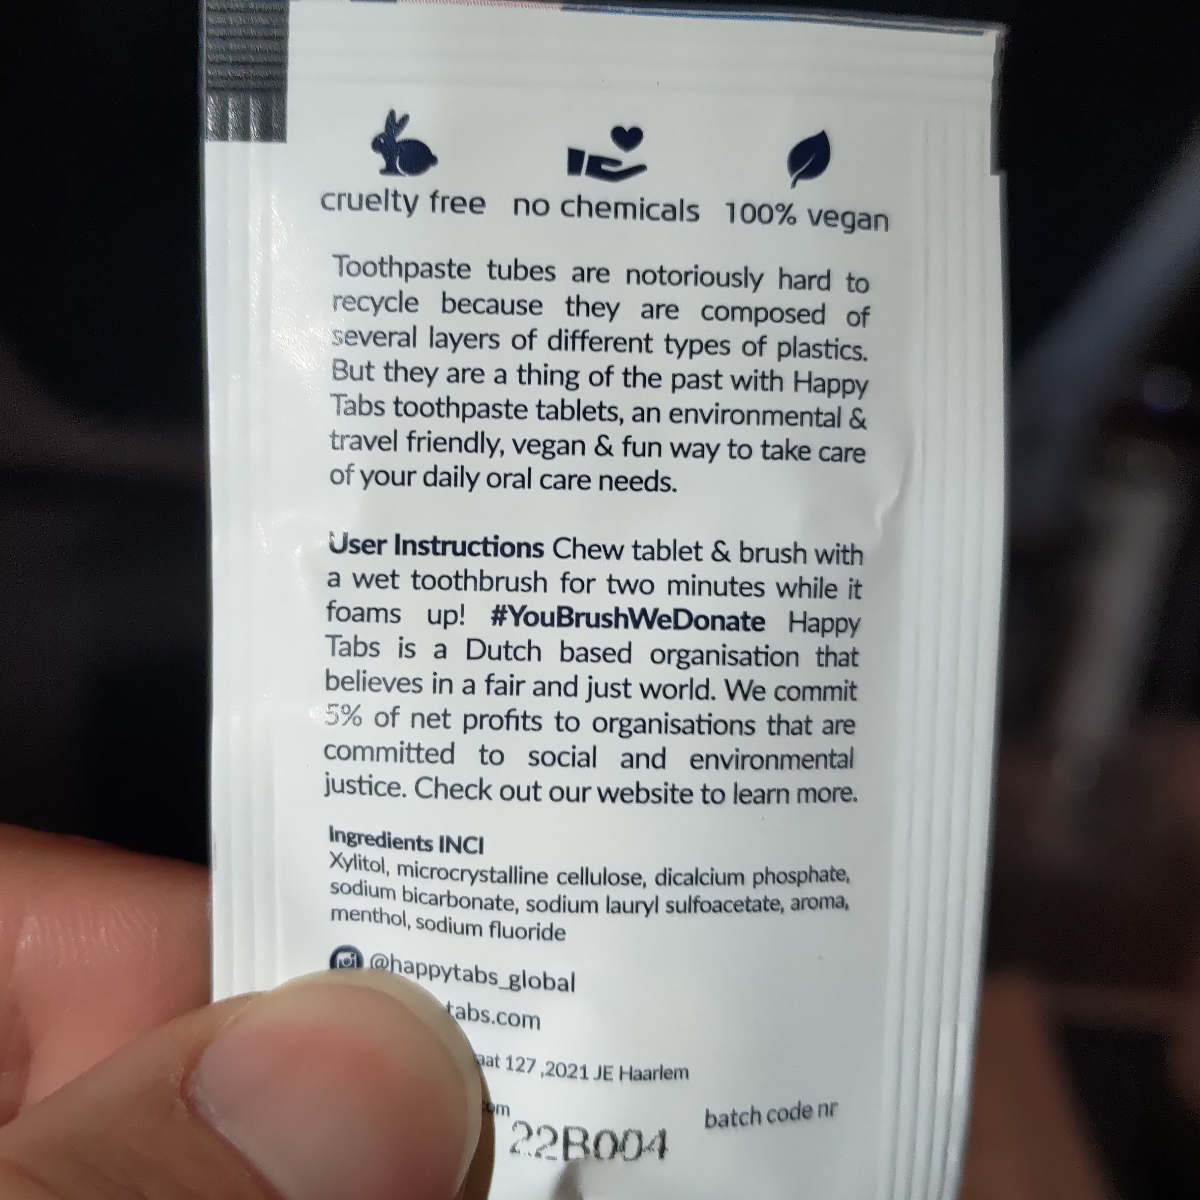 cruelty free no chemicals 100% vegan
Toothpaste tubes are notoriously hard to
recycle because they are composed of
several layers of different types of plastics.
But they are a thing of the past with Happy
Tabs toothpaste tablets, an environmental &
travel friendly, vegan & fun way to take care
of your daily oral care needs.
User Instructions Chew tablet & brush with
a wet toothbrush for two minutes while it
foams up! #YouBrushWeDonate Happy
Tabs is a Dutch based organisation that
believes in a fair and just world. We commit
5% of net profits to organisations that are
committed to social and environmental
justice. Check out our website to learn more.
Ingredients INCI
Xylitol, microcrystalline cellulose, dicalcium phosphate,
sodium bicarbonate, sodium lauryl sulfoacetate, aroma,
menthol, sodium fluoride
@happytabs_global
tabs.com
aat 127 ,2021 JE Haarlem
om
batch code nr
22B004